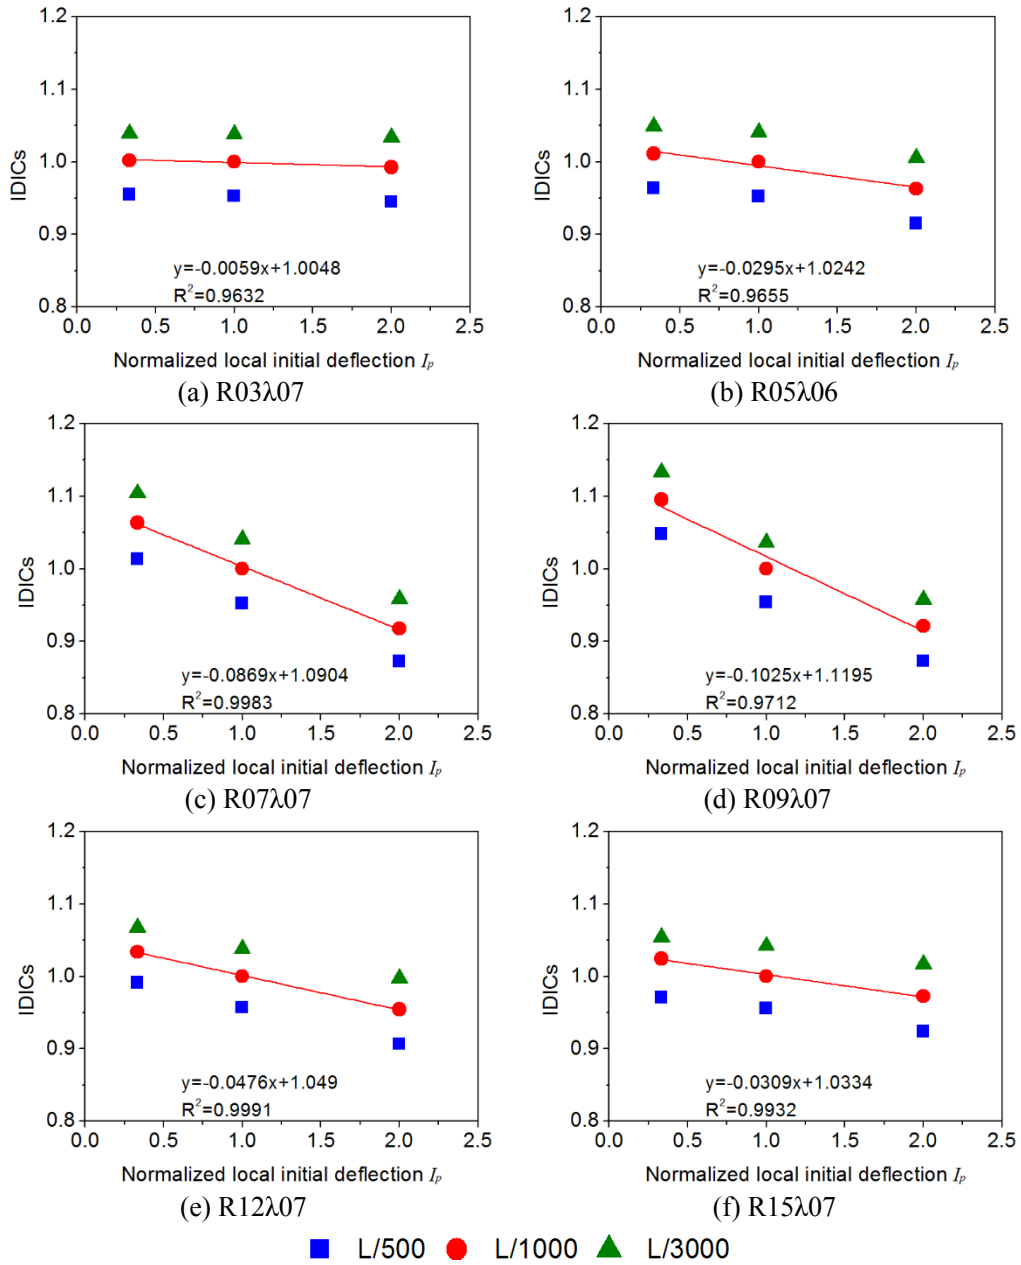 1.2
1.1
1.0
0.9
0.8
IDICs
y=-0.0059x+1.0048
R²=0.9632
0.0 0.5 1.0 1.5 2.0 2.5
Normalized local initial deflection Iₚ
(a) R03λ07
1.2
1.1
1.0
0.9
0.8
IDICs
y=-0.0295x+1.0242
R²=0.9655
0.0 0.5 1.0 1.5 2.0 2.5
Normalized local initial deflection Iₚ
(b) R05λ06
1.2
1.1
1.0
0.9
0.8
IDICs
y=-0.0869x+1.0904
R²=0.9983
0.0 0.5 1.0 1.5 2.0 2.5
Normalized local initial deflection Iₚ
(c) R07λ07
1.2
1.1
1.0
0.9
0.8
IDICs
y=-0.1025x+1.1195
R²=0.9712
0.0 0.5 1.0 1.5 2.0 2.5
Normalized local initial deflection Iₚ
(d) R09λ07
1.2
1.1
1.0
0.9
0.8
IDICs
y=-0.0476x+1.049
R²=0.9991
0.0 0.5 1.0 1.5 2.0 2.5
Normalized local initial deflection Iₚ
(e) R12λ07
1.2
1.1
1.0
0.9
0.8
IDICs
y=-0.0309x+1.0334
R²=0.9932
0.0 0.5 1.0 1.5 2.0 2.5
Normalized local initial deflection Iₚ
(f) R15λ07
L/500 L/1000 L/3000